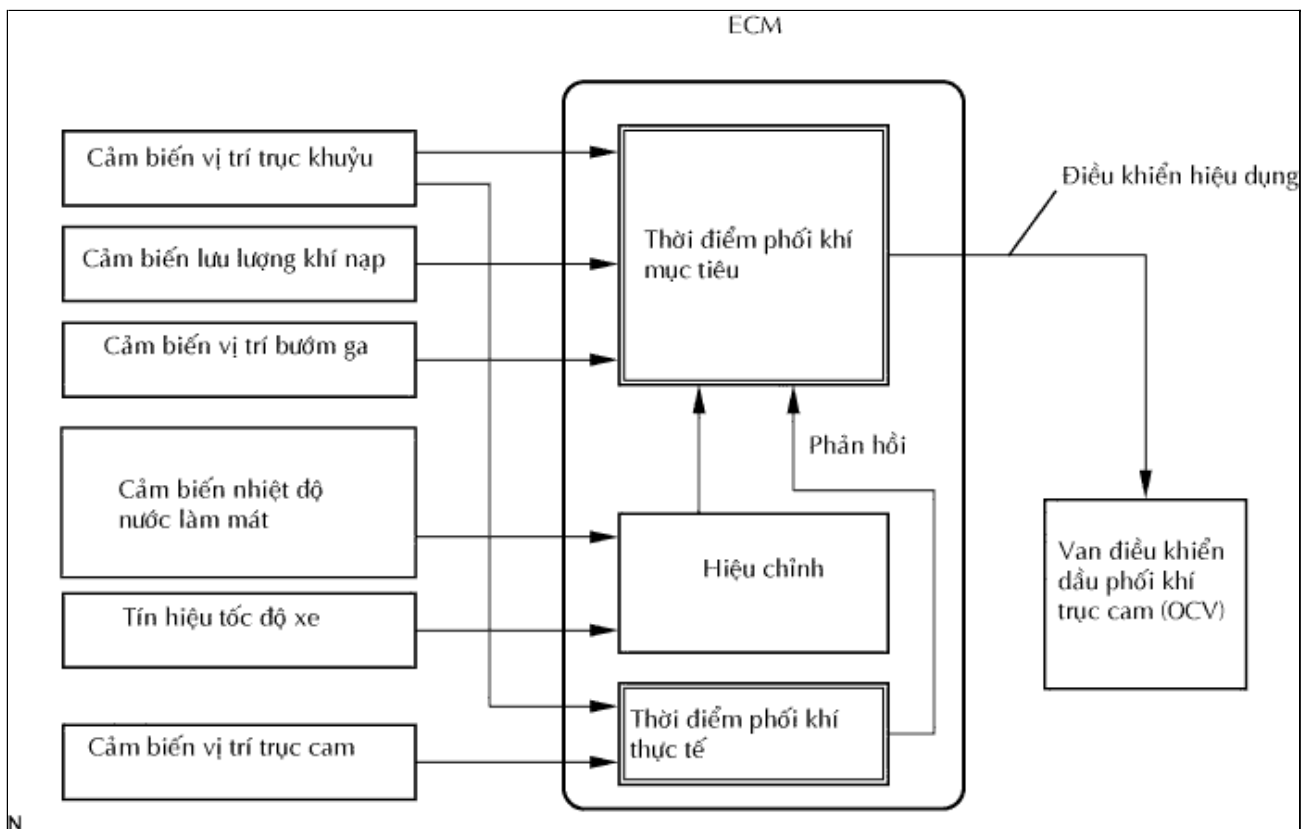 ECM
Cảm biến vị trí trục khuỷu
Cảm biến lưu lượng khí nạp
Cảm biến vị trí bướm ga
Cảm biến nhiệt độ
nước làm mát
Tín hiệu tốc độ xe
Cảm biến vị trí trục cam
Thời điểm phối khí
mục tiêu
Phản hồi
Hiệu chỉnh
Thời điểm phối khí
thực tế
Điều khiển hiệu dụng
Van điều khiển
dầu phối khí
trục cam (OCV)
N